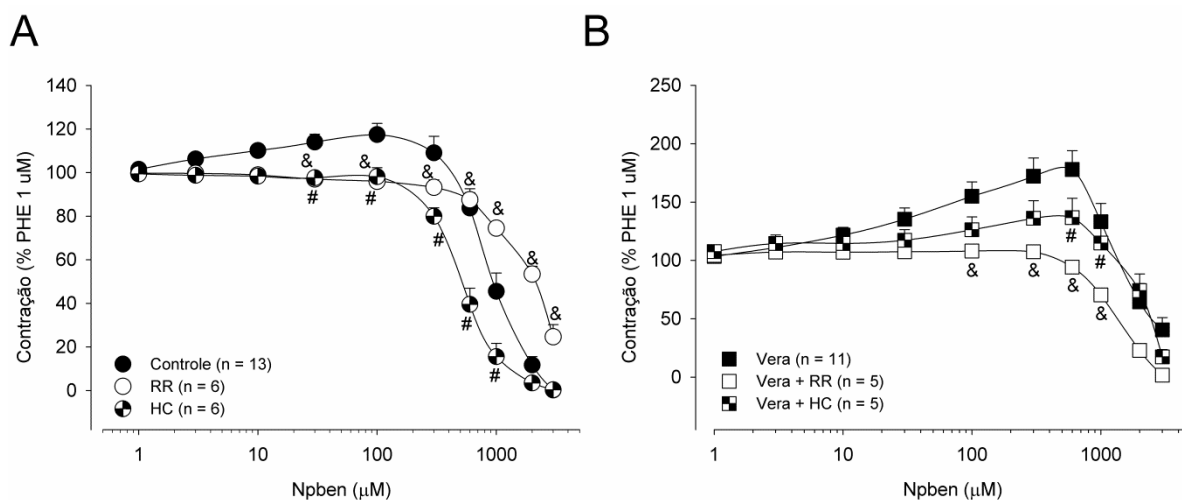 A
Contração (% PHE 1 uM)
140
120
100
80
60
40
20
0
& & & & & & &
# # # # #
Controle (n = 13)
RR (n = 6)
HC (n = 6)
1 10 100 1000
Npben (μM)
B
Contração (% PHE 1 uM)
250
200
150
100
50
0
# #
& & & &
Vera (n = 11)
Vera + RR (n = 5)
Vera + HC (n = 5)
1 10 100 1000
Npben (μM)